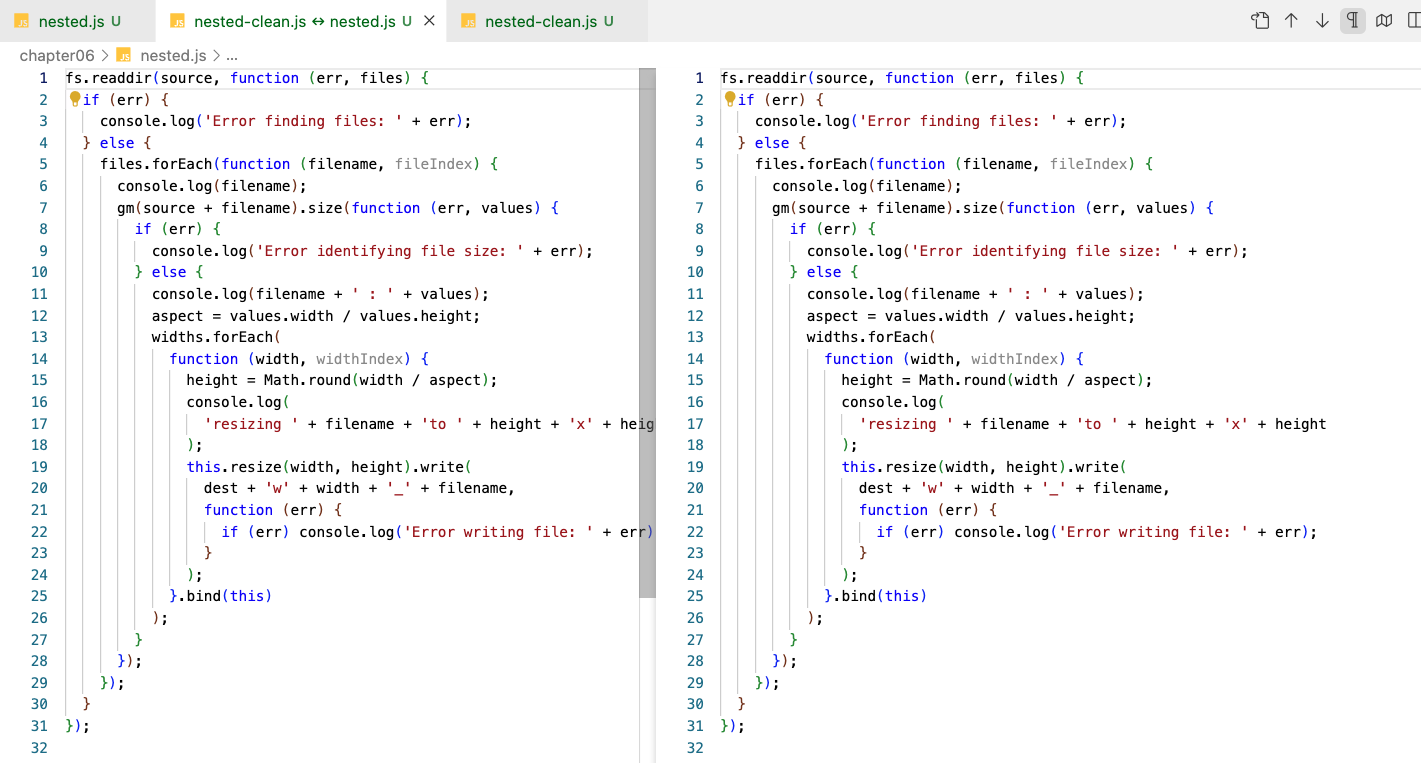 JS nested.js U
JS nested-clean.js ↔ nested.js U ×
JS nested-clean.js U
chapter06 > JS nested.js > ...
1 fs.readdir(source, function (err, files) {
2   if (err) {
3     console.log('Error finding files: ' + err);
4   } else {
5     files.forEach(function (filename, fileIndex) {
6       console.log(filename);
7       gm(source + filename).size(function (err, values) {
8         if (err) {
9           console.log('Error identifying file size: ' + err);
10         } else {
11           console.log(filename + ' : ' + values);
12           aspect = values.width / values.height;
13           widths.forEach(
14             function (width, widthIndex) {
15               height = Math.round(width / aspect);
16               console.log(
17                 'resizing ' + filename + 'to ' + height + 'x' + heig
18               );
19               this.resize(width, height).write(
20                 dest + 'w' + width + '_' + filename,
21                 function (err) {
22                   if (err) console.log('Error writing file: ' + err)
23                 }
24               );
25             }.bind(this)
26           );
27         }
28       });
29     });
30   }
31 });
32
1 fs.readdir(source, function (err, files) {
2   if (err) {
3     console.log('Error finding files: ' + err);
4   } else {
5     files.forEach(function (filename, fileIndex) {
6       console.log(filename);
7       gm(source + filename).size(function (err, values) {
8         if (err) {
9           console.log('Error identifying file size: ' + err);
10         } else {
11           console.log(filename + ' : ' + values);
12           aspect = values.width / values.height;
13           widths.forEach(
14             function (width, widthIndex) {
15               height = Math.round(width / aspect);
16               console.log(
17                 'resizing ' + filename + 'to ' + height + 'x' + height
18               );
19               this.resize(width, height).write(
20                 dest + 'w' + width + '_' + filename,
21                 function (err) {
22                   if (err) console.log('Error writing file: ' + err);
23                 }
24               );
25             }.bind(this)
26           );
27         }
28       });
29     });
30   }
31 });
32